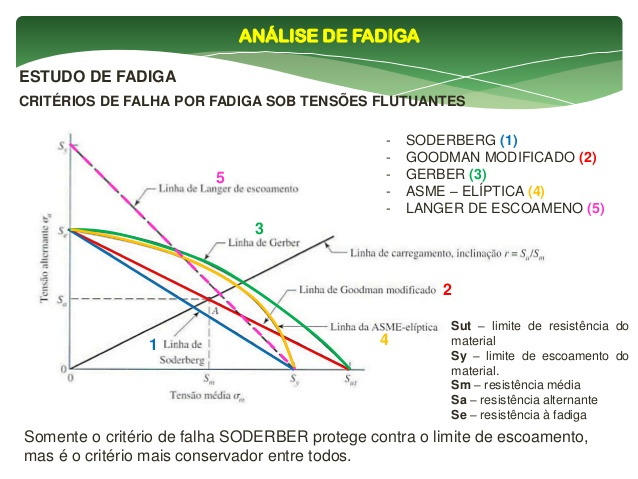 ANÁLISE DE FADIGA
ESTUDO DE FADIGA
CRITÉRIOS DE FALHA POR FADIGA SOB TENSÕES FLUTUANTES
- SODERBERG (1)
- GOODMAN MODIFICADO (2)
- GERBER (3)
- ASME – ELÍPTICA (4)
- LANGER DE ESCOAMENO (5)
Sy
5
Linha de Langer de escoamento
3
Linha de Gerber
Se
Linha de carregamento, inclinação r = Sa/Sm
Tensão alternante σa
Linha de Goodman modificado 2
Sa
A
Linha da ASME-elíptica
4
1 Linha de
Soderberg
0
0
Sm
Sy
Sut
Tensão média σm
Sut – limite de resistência do
material
Sy – limite de escoamento do
material.
Sm – resistência média
Sa – resistência alternante
Se – resistência à fadiga
Somente o critério de falha SODERBER protege contra o limite de escoamento,
mas é o critério mais conservador entre todos.